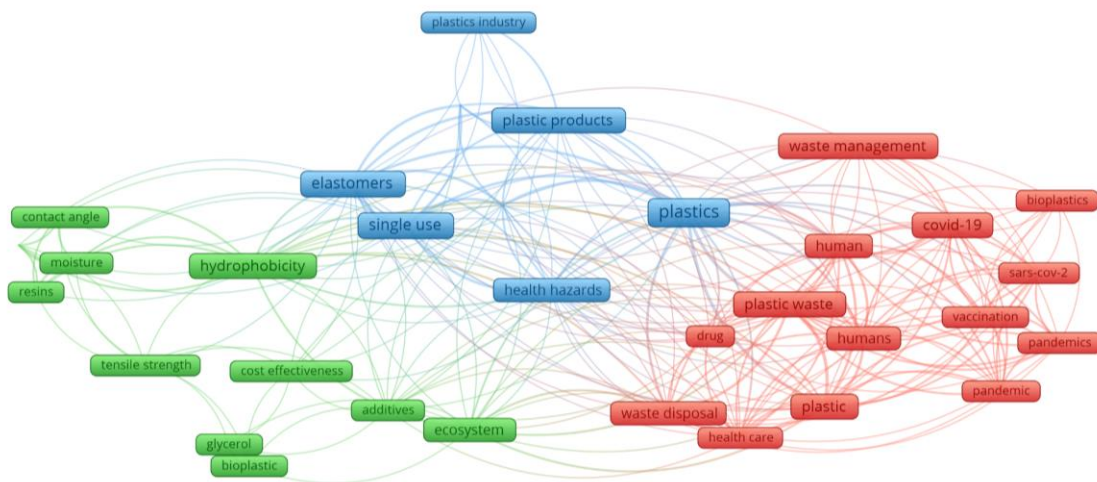 plastics industry
plastic products
waste management
elastomers
bioplastics
plastics
contact angle
single use
covid-19
human
moisture
hydrophobicity
sars-cov-2
resins
health hazards
plastic waste
vaccination
drug
humans
pandemics
tensile strength
cost effectiveness
pandemic
additives
waste disposal
plastic
ecosystem
health care
glycerol
bioplastic